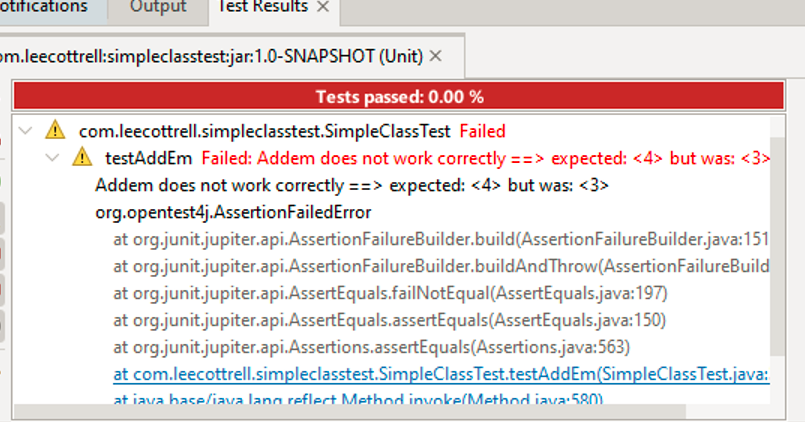 otifications Output Test Results ×
om.leecottrell:simpleclasstest:jar:1.0-SNAPSHOT (Unit) ×
Tests passed: 0.00 %
com.leecottrell.simpleclasstest.SimpleClassTest Failed
testAddEm Failed: Addem does not work correctly ==> expected: <4> but was: <3>
Addem does not work correctly ==> expected: <4> but was: <3>
org.opentest4j.AssertionFailedError
at org.junit.jupiter.api.AssertionFailureBuilder.build(AssertionFailureBuilder.java:151
at org.junit.jupiter.api.AssertionFailureBuilder.buildAndThrow(AssertionFailureBuild
at org.junit.jupiter.api.AssertEquals.failNotEqual(AssertEquals.java:197)
at org.junit.jupiter.api.AssertEquals.assertEquals(AssertEquals.java:150)
at org.junit.jupiter.api.Assertions.assertEquals(Assertions.java:563)
at com.leecottrell.simpleclasstest.SimpleClassTest.testAddEm(SimpleClassTest.java:
at java.base/java.lang.reflect.Method.invoke(Method.java:580)